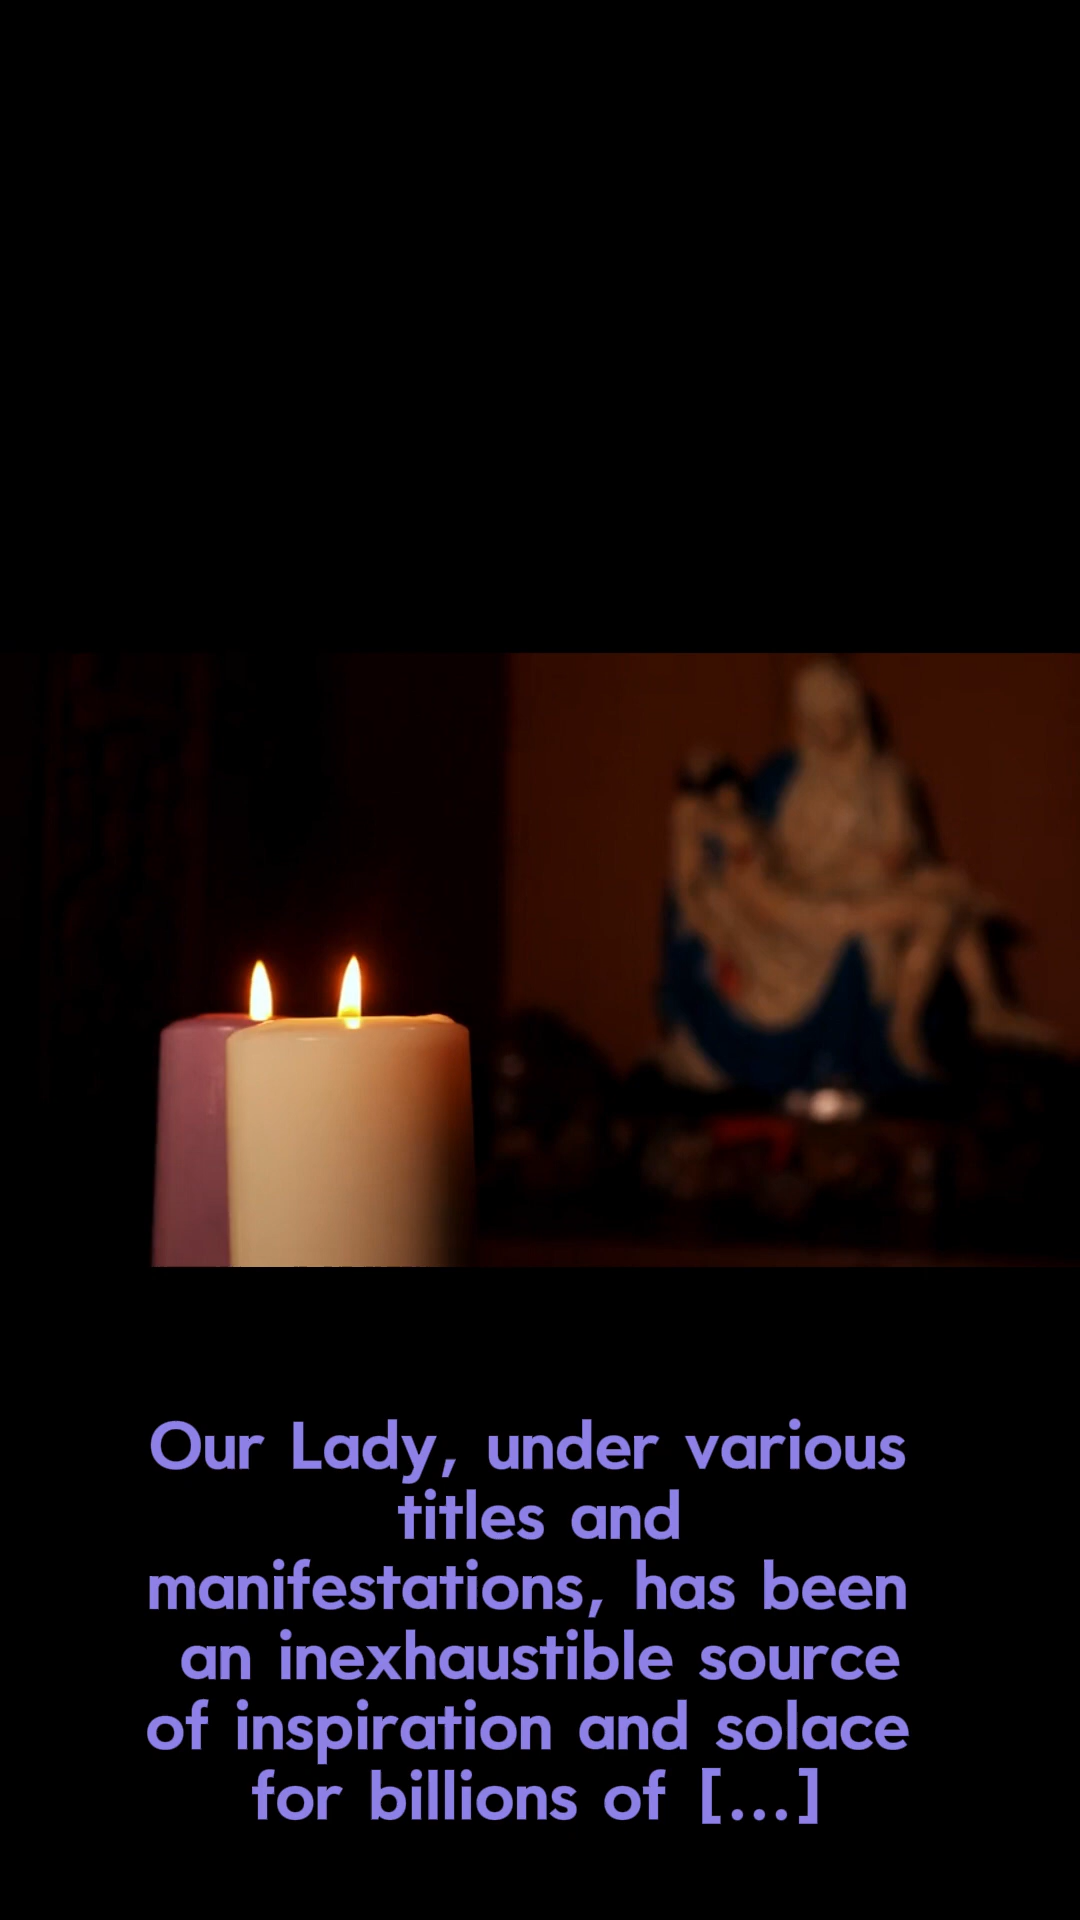 Our Lady, under various
titles and
manifestations, has been
an inexhaustible source
of inspiration and solace
for billions of [...]